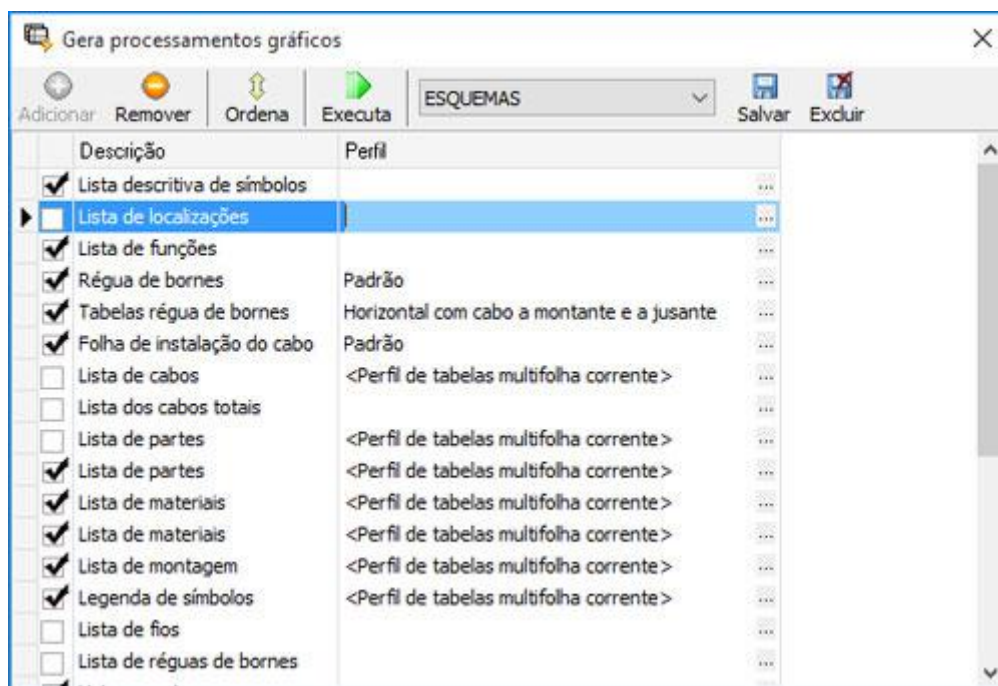 Gera processamentos gráficos
Adicionar Remover Ordena Executa ESQUEMAS Salvar Excluir
Descrição Perfil
Lista descritiva de símbolos ...
Lista de localizações ...
Lista de funções ...
Régua de bornes Padrão ...
Tabelas régua de bornes Horizontal com cabo a montante e a jusante ...
Folha de instalação do cabo Padrão ...
Lista de cabos <Perfil de tabelas multifolha corrente> ...
Lista dos cabos totais ...
Lista de partes <Perfil de tabelas multifolha corrente> ...
Lista de partes <Perfil de tabelas multifolha corrente> ...
Lista de materiais <Perfil de tabelas multifolha corrente> ...
Lista de materiais <Perfil de tabelas multifolha corrente> ...
Lista de montagem <Perfil de tabelas multifolha corrente> ...
Legenda de símbolos <Perfil de tabelas multifolha corrente> ...
Lista de fios ...
Lista de réguas de bornes ...